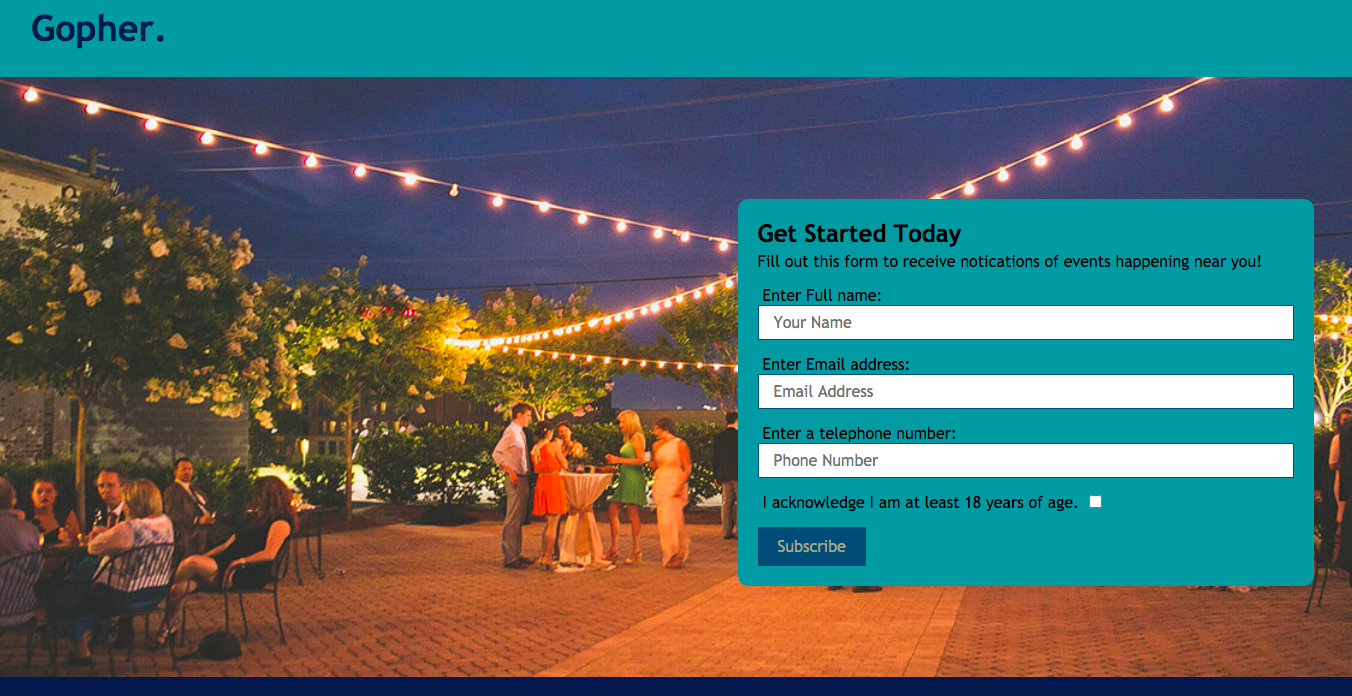 Gopher.
Get Started Today
Fill out this form to receive notications of events happening near you!
Enter Full name:
Your Name
Enter Email address:
Email Address
Enter a telephone number:
Phone Number
I acknowledge I am at least 18 years of age.
Subscribe